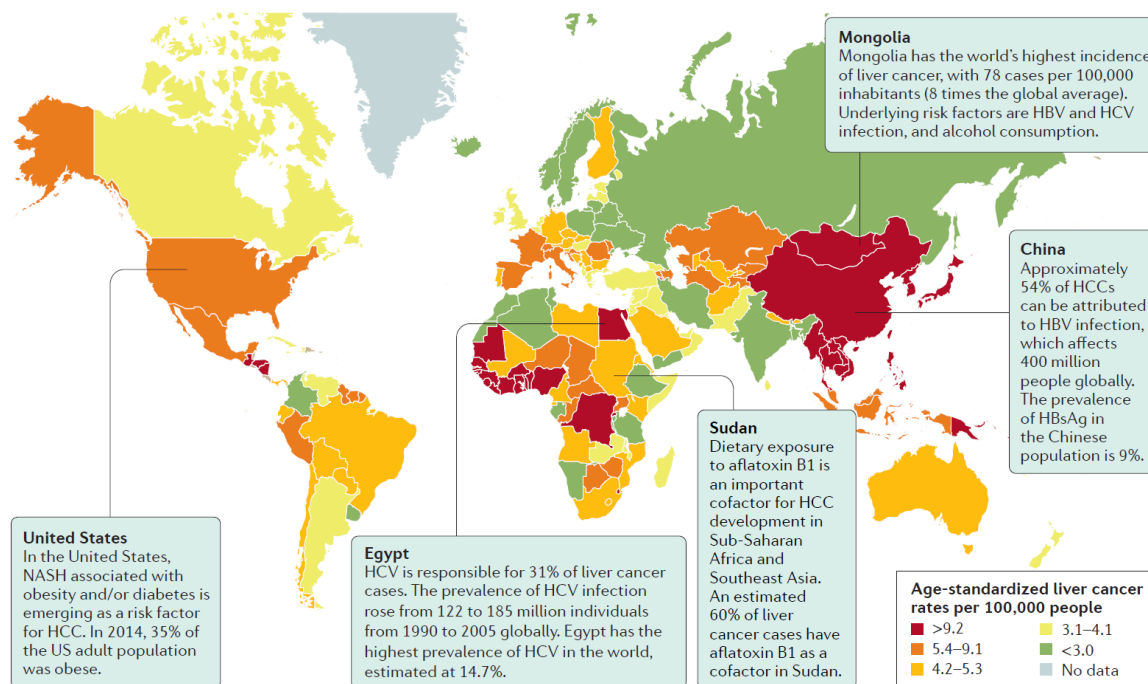 Mongolia
Mongolia has the world's highest incidence
of liver cancer, with 78 cases per 100,000
inhabitants (8 times the global average).
Underlying risk factors are HBV and HCV
infection, and alcohol consumption.
China
Approximately
54% of HCCs
can be attributed
to HBV infection,
which affects
400 million
people globally.
The prevalence
of HBsAg in
the Chinese
population is 9%.
United States
In the United States,
NASH associated with
obesity and/or diabetes is
emerging as a risk factor
for HCC. In 2014, 35% of
the US adult population
was obese.
Egypt
HCV is responsible for 31% of liver cancer
cases. The prevalence of HCV infection
rose from 122 to 185 million individuals
from 1990 to 2005 globally. Egypt has the
highest prevalence of HCV in the world,
estimated at 14.7%.
Sudan
Dietary exposure
to aflatoxin B1 is
an important
cofactor for HCC
development in
Sub-Saharan
Africa and
Southeast Asia.
An estimated
60% of liver
cancer cases have
aflatoxin B1 as a
cofactor in Sudan.
Age-standardized liver cancer
rates per 100,000 people
>9.2
5.4–9.1
4.2–5.3
3.1–4.1
<3.0
No data